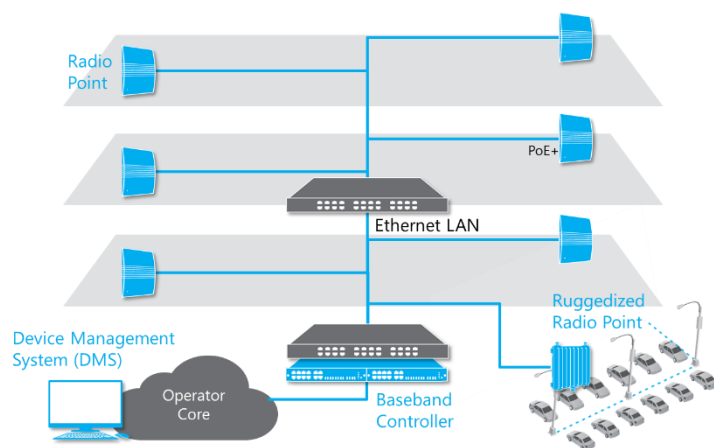 Radio
Point
PoE+
Ethernet LAN
Ruggedized
Radio Point
Device Management
System (DMS)
Operator
Core
Baseband
Controller